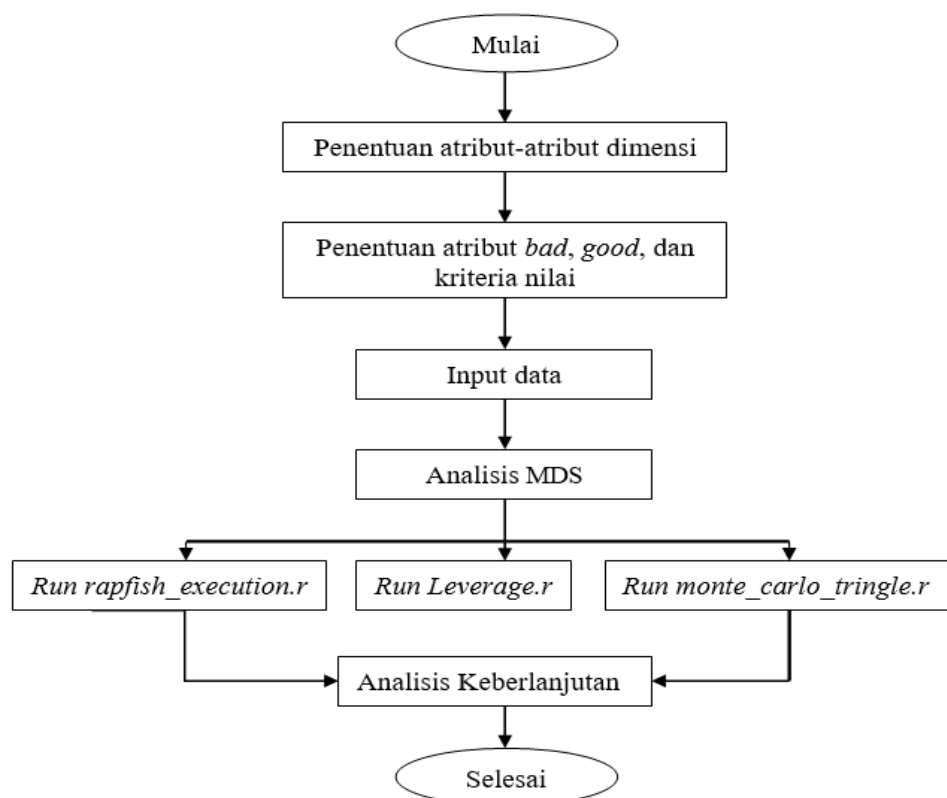 Mulai
Penentuan atribut-atribut dimensi
Penentuan atribut bad, good, dan
kriteria nilai
Input data
Analisis MDS
Run rapfish_execution.r
Run Leverage.r
Run monte_carlo_tringle.r
Analisis Keberlanjutan
Selesai